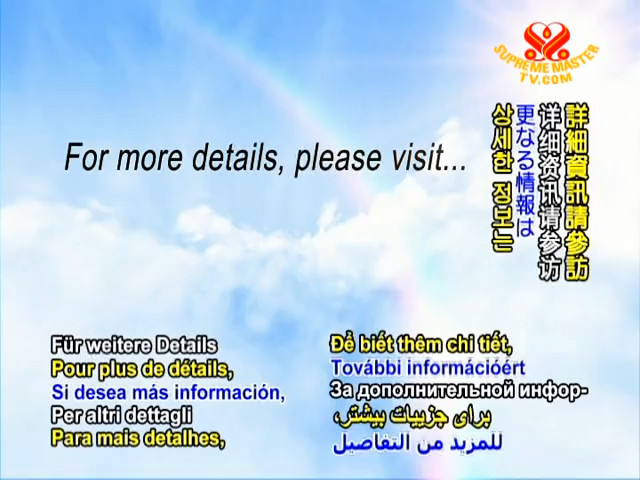 SUPREME MASTER
TV.COM
For more details, please visit...
詳細資訊請參訪
详细资讯请参访
更なる情報は
상세한 정보는
Für weitere Details
Pour plus de détails,
Si desea más información,
Per altri dettagli
Para mais detalhes,
Để biết thêm chi tiết,
További információért
За дополнительной инфор-
برای جزییات بیشتر،
للمزيد من التفاصيل